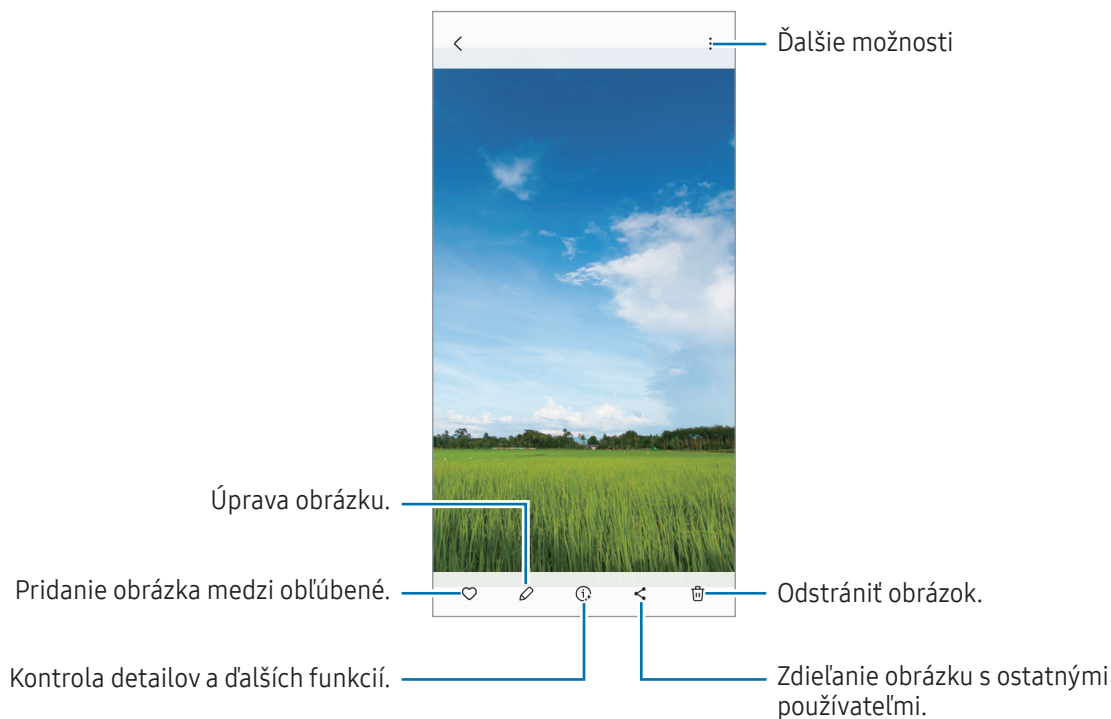 Ďalšie možnosti
Úprava obrázku.
Pridanie obrázka medzi obľúbené.
Odstrániť obrázok.
Kontrola detailov a ďalších funkcií.
Zdieľanie obrázku s ostatnými
používateľmi.